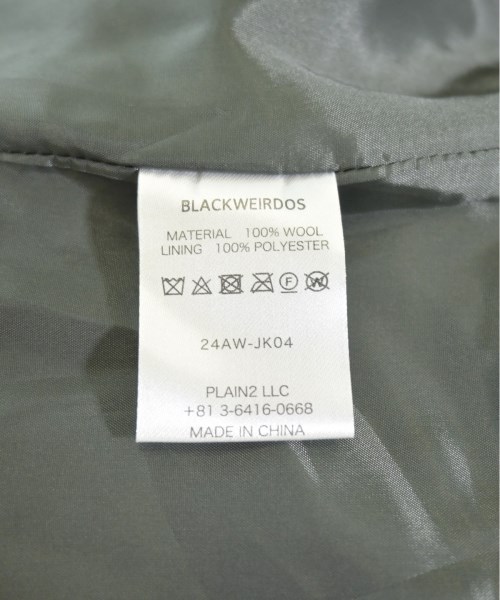 BLACKWEIRDOS
MATERIAL 100% WOOL
LINING 100% POLYESTER
F W
24AW-JK04
PLAIN2 LLC
+81 3-6416-0668
MADE IN CHINA